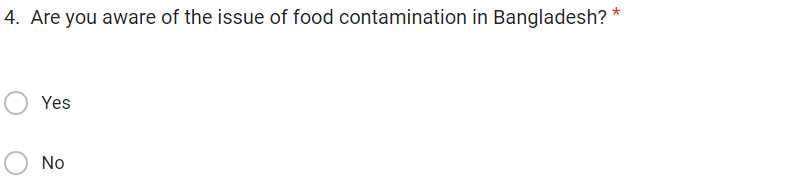 4. Are you aware of the issue of food contamination in Bangladesh? *
Yes
No